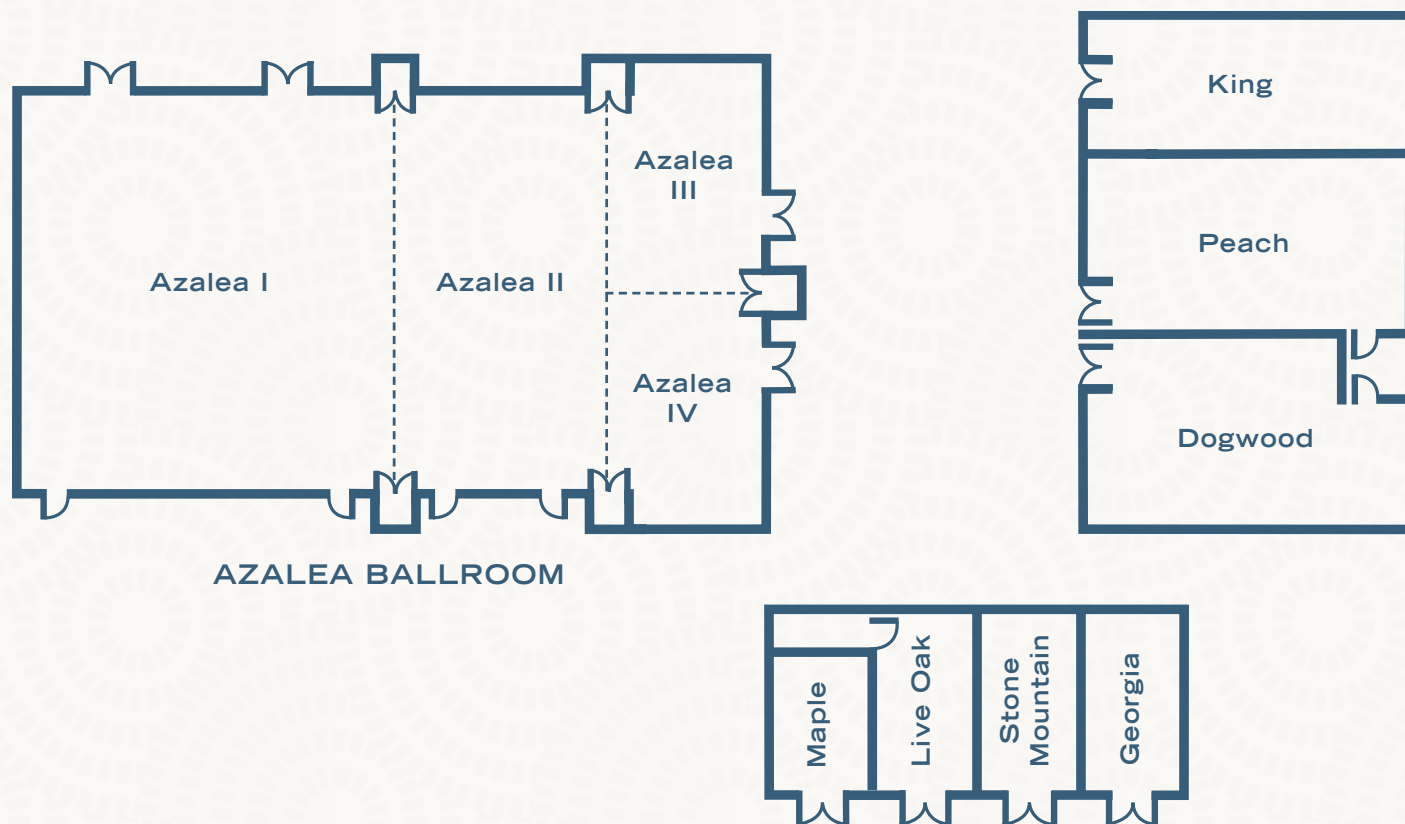 King
Azalea
III
Peach
Azalea I
Azalea II
Azalea
IV
Dogwood
AZALEA BALLROOM
Maple
Live Oak
Stone
Mountain
Georgia